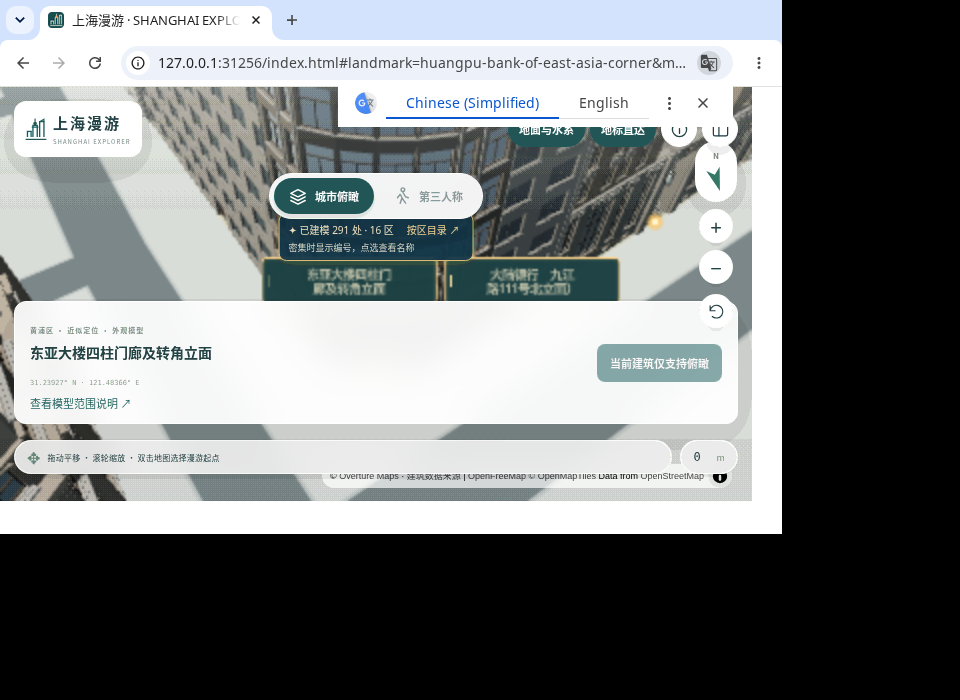 上海漫游 · SHANGHAI EXPLO
127.0.0.1:31256/index.html#landmark=huangpu-bank-of-east-asia-corner&m...
Chinese (Simplified)
English
上海漫游
SHANGHAI EXPLORER
地面与水系
地标直达
N
城市俯瞰
第三人称
✦ 已建模 291 处 · 16 区 按区目录 ↗
密集时显示编号，点选查看名称
东亚大楼四柱门
廊及转角立面
大陆银行 九江
路111号北立面)
黄浦区 · 近似定位 · 外观模型
东亚大楼四柱门廊及转角立面
31.23927° N · 121.48366° E
查看模型范围说明 ↗
当前建筑仅支持俯瞰
拖动平移 · 滚轮缩放 · 双击地图选择漫游起点
0 m
© Overture Maps · 建筑数据来源 | OpenFreeMap © OpenMapTiles Data from OpenStreetMap